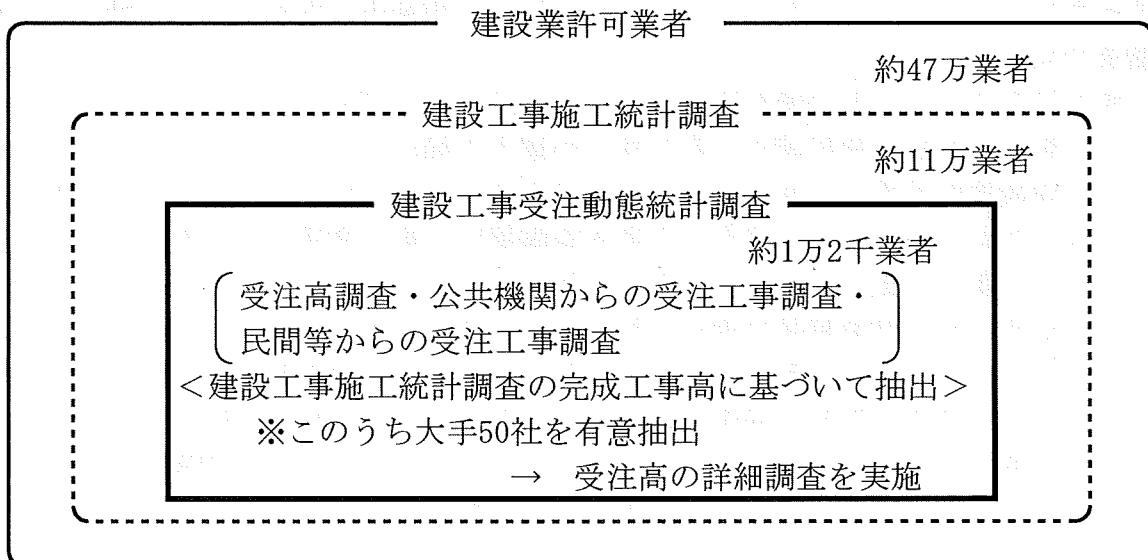 建設業許可業者
約47万業者
建設工事施工統計調査
約11万業者
建設工事受注動態統計調査
約1万2千業者
受注高調査・公共機関からの受注工事調査・
民間等からの受注工事調査
＜建設工事施工統計調査の完成工事高に基づいて抽出＞
※このうち大手50社を有意抽出
→　受注高の詳細調査を実施